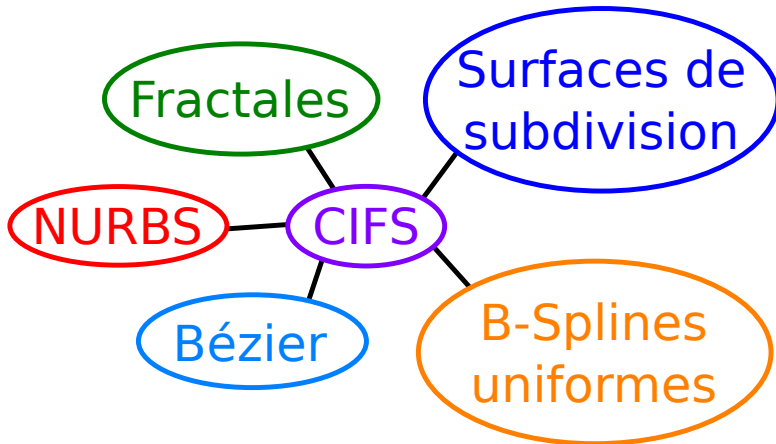 Fractales
Surfaces de
subdivision
NURBS
CIFS
Bézier
B-Splines
uniformes